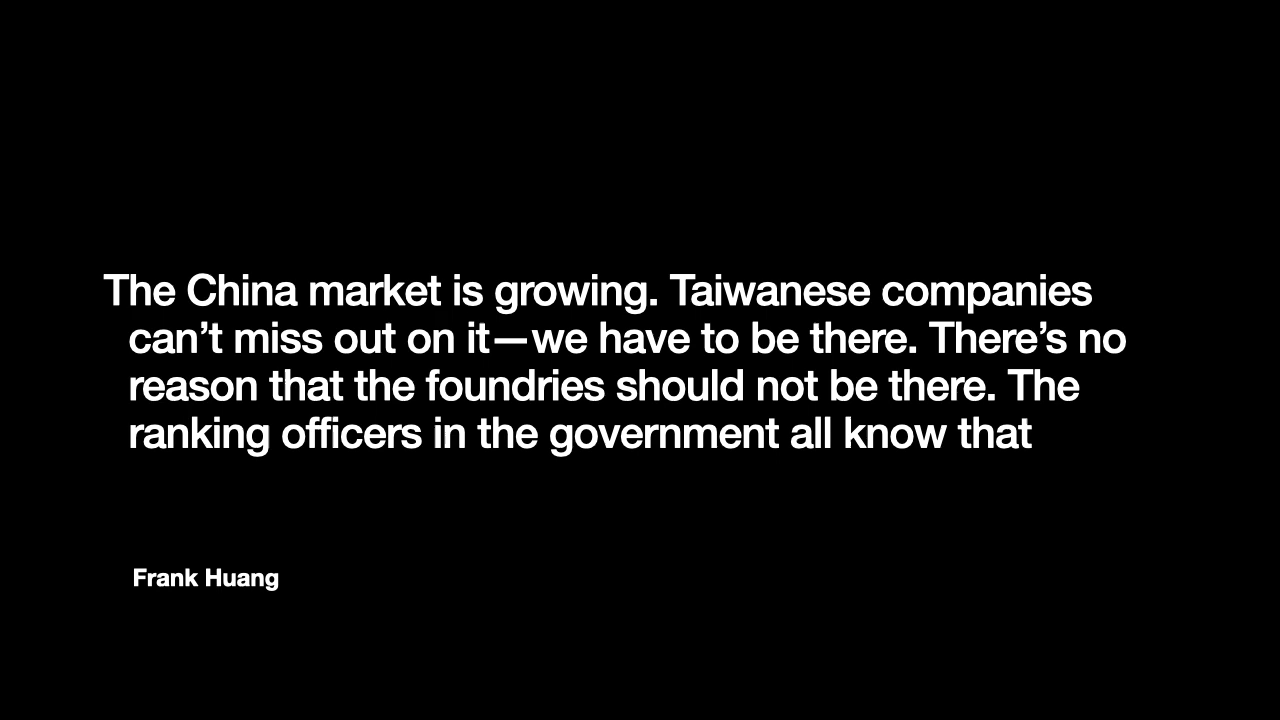 The China market is growing. Taiwanese companies
can’t miss out on it—we have to be there. There’s no
reason that the foundries should not be there. The
ranking officers in the government all know that
Frank Huang